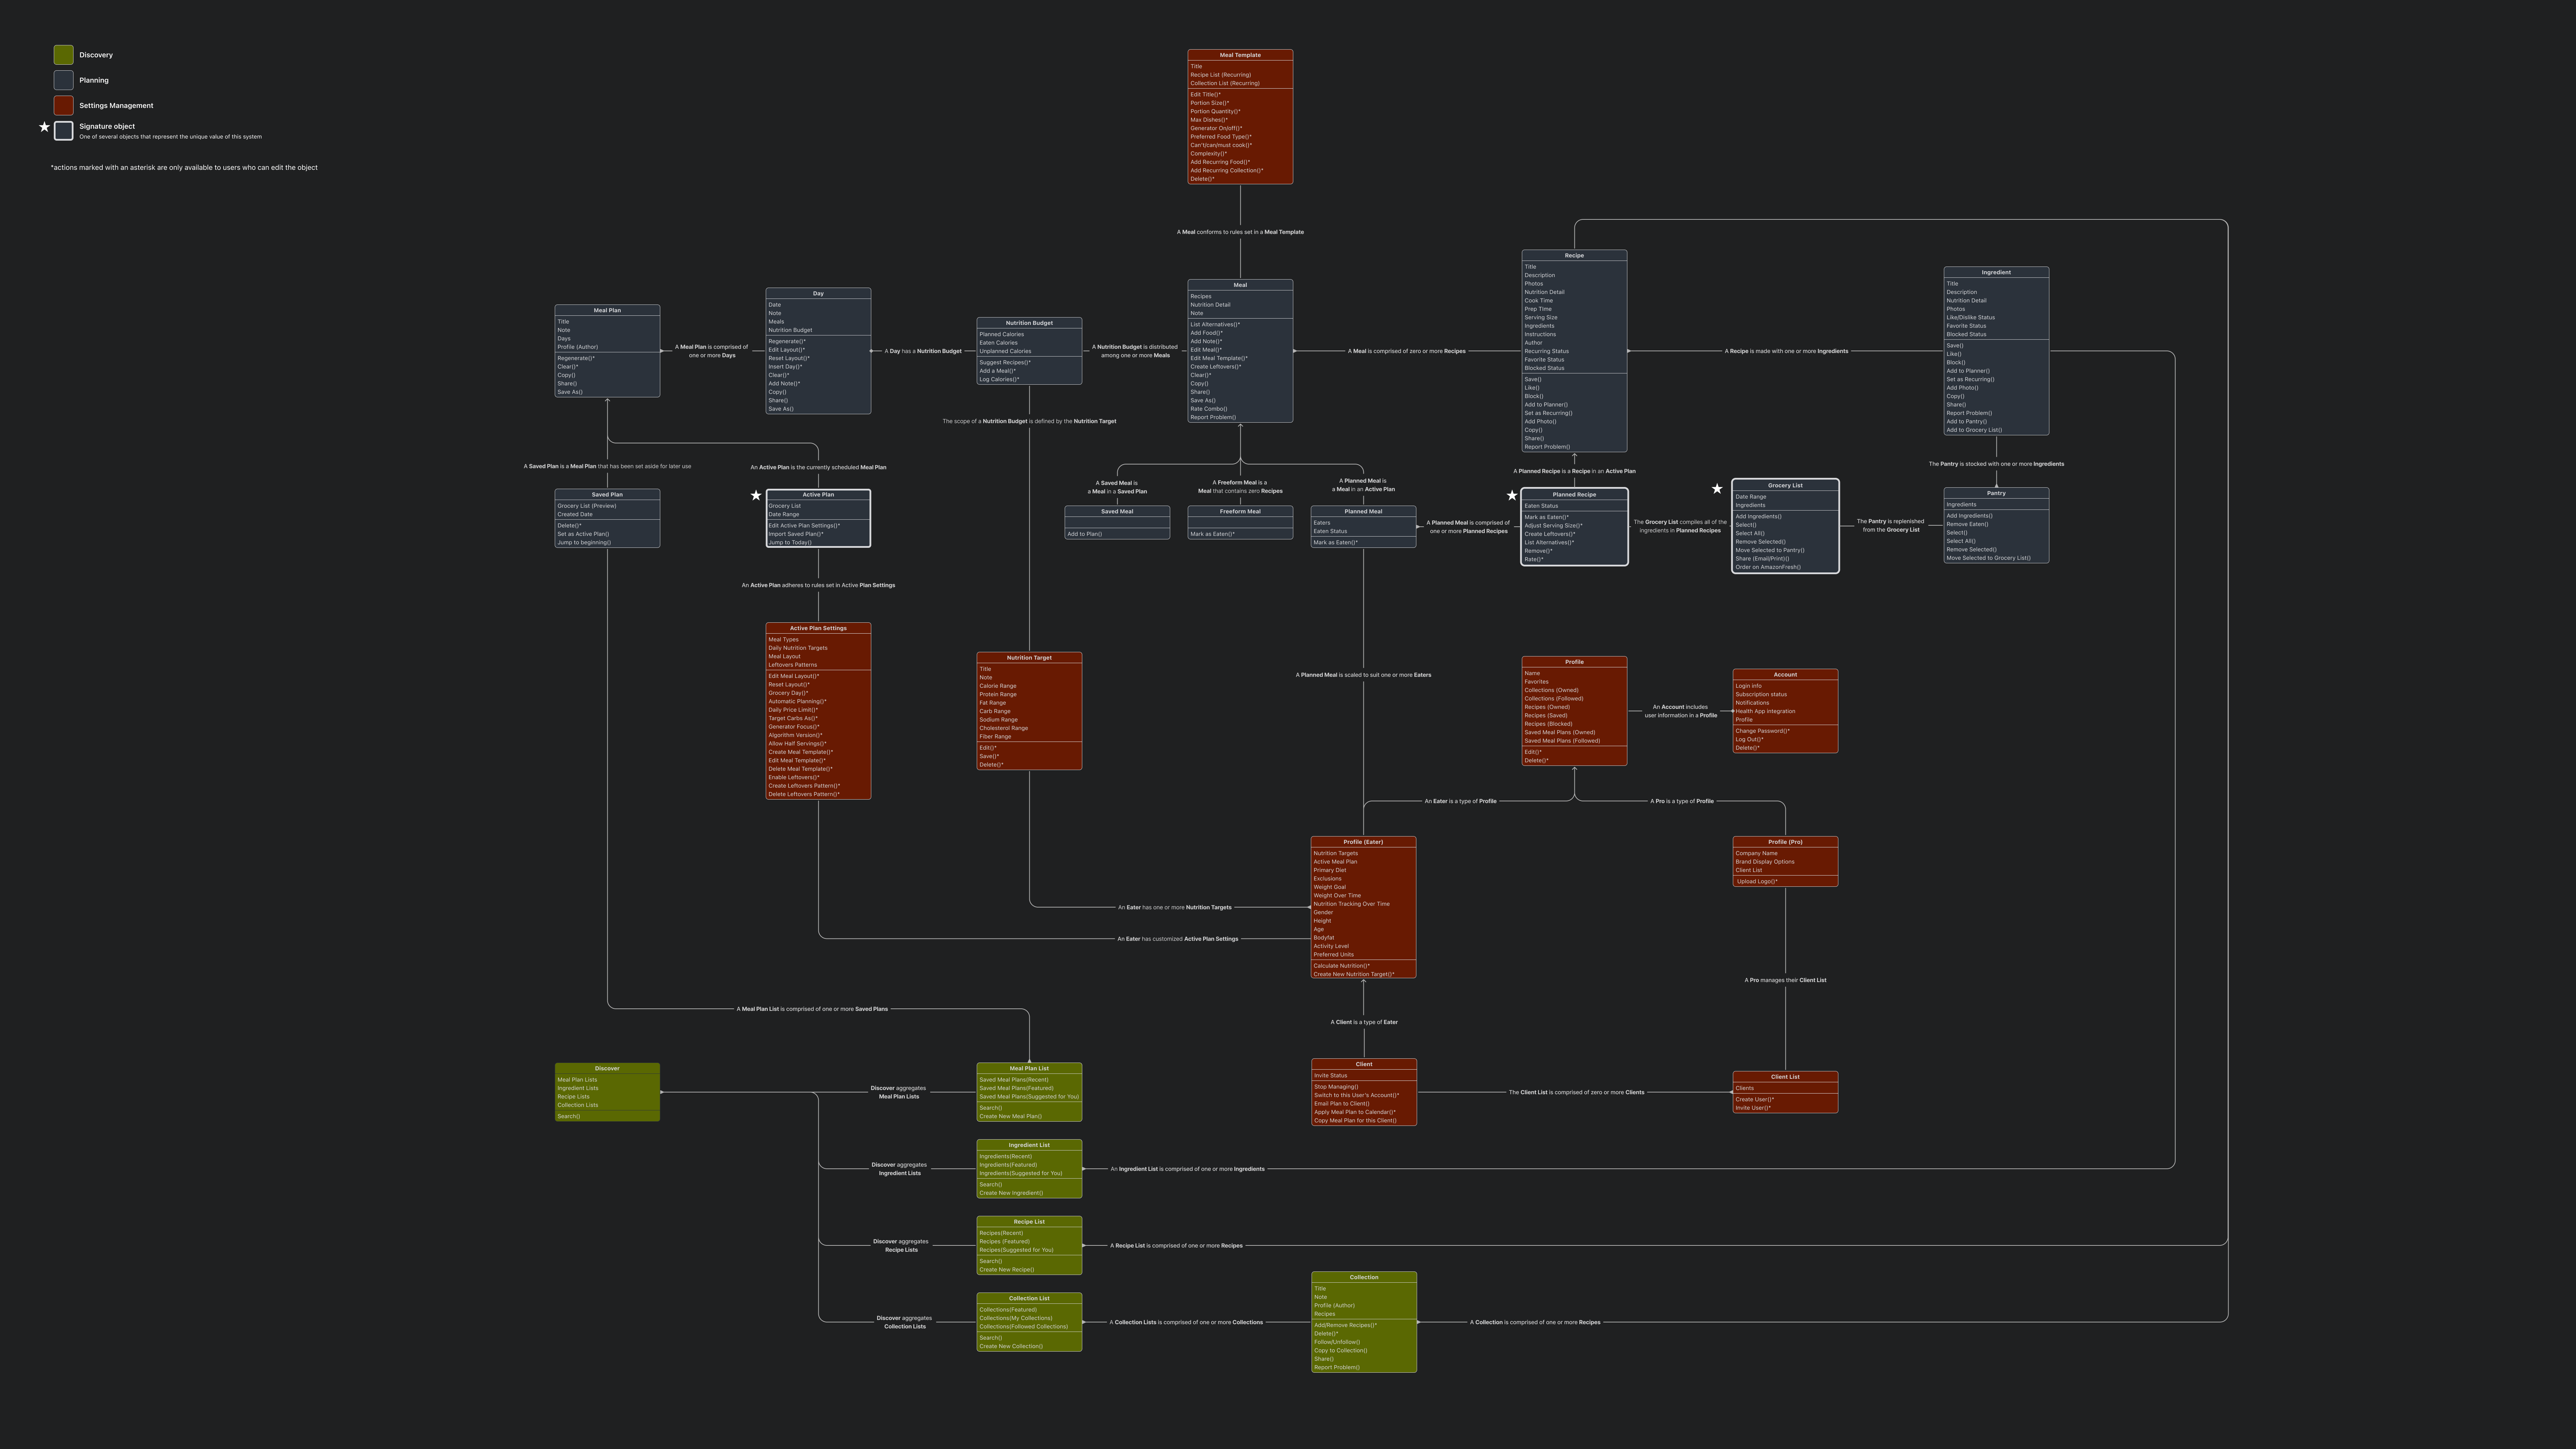 Discovery
Planning
Settings Management
Signature object
One of several objects that represent the unique value of this system
*actions marked with an asterisk are only available to users who can edit the object
Meal Template
Title
Recipe List (Recurring)
Collection List (Recurring)
Edit Title()*
Portion Size()*
Portion Quantity()*
Max Dishes()*
Generator On/off()*
Preferred Food Type()*
Can't/can/must cook()*
Complexity()*
Add Recurring Food()*
Add Recurring Collection()*
Delete()*
A Meal conforms to rules set in a Meal Template
Meal Plan
Title
Note
Days
Profile (Author)
Regenerate()*
Clear()*
Copy()
Share()
Save As()
A Meal Plan is comprised of
one or more Days
Day
Date
Note
Meals
Nutrition Budget
Regenerate()*
Edit Layout()*
Reset Layout()*
Insert Day()*
Clear()*
Add Note()*
Copy()
Share()
Save As()
A Day has a Nutrition Budget
Nutrition Budget
Planned Calories
Eaten Calories
Unplanned Calories
Suggest Recipes()*
Add a Meal()*
Log Calories()*
A Nutrition Budget is distributed
among one or more Meals
Meal
Recipes
Nutrition Detail
Note
List Alternatives()*
Add Food()*
Add Note()*
Edit Meal()*
Edit Meal Template()*
Create Leftovers()*
Clear()*
Copy()
Share()
Save As()
Rate Combo()
Report Problem()
A Meal is comprised of zero or more Recipes
Recipe
Title
Description
Photos
Nutrition Detail
Cook Time
Prep Time
Serving Size
Ingredients
Instructions
Author
Recurring Status
Favorite Status
Blocked Status
Save()
Like()
Block()
Add to Planner()
Set as Recurring()
Add Photo()
Copy()
Share()
Report Problem()
A Recipe is made with one or more Ingredients
Ingredient
Title
Description
Nutrition Detail
Photos
Like/Dislike Status
Favorite Status
Blocked Status
Save()
Like()
Block()
Add to Planner()
Set as Recurring()
Add Photo()
Copy()
Share()
Report Problem()
Add to Pantry()
Add to Grocery List()
The scope of a Nutrition Budget is defined by the Nutrition Target
A Saved Plan is a Meal Plan that has been set aside for later use
An Active Plan is the currently scheduled Meal Plan
A Saved Meal is
a Meal in a Saved Plan
A Freeform Meal is a
Meal that contains zero Recipes
A Planned Meal is
a Meal in an Active Plan
A Planned Recipe is a Recipe in an Active Plan
The Pantry is stocked with one or more Ingredients
Saved Plan
Grocery List (Preview)
Created Date
Delete()*
Set as Active Plan()
Jump to beginning()
Active Plan
Grocery List
Date Range
Edit Active Plan Settings()*
Import Saved Plan()*
Jump to Today()
Saved Meal
Add to Plan()
Freeform Meal
Mark as Eaten()*
Planned Meal
Eaters
Eaten Status
Mark as Eaten()*
A Planned Meal is comprised of
one or more Planned Recipes
Planned Recipe
Eaten Status
Mark as Eaten()*
Adjust Serving Size()*
Create Leftovers()*
List Alternatives()*
Remove()*
Rate()*
The Grocery List compiles all of the
ingredients in Planned Recipes
Grocery List
Date Range
Ingredients
Add Ingredients()
Select()
Select All()
Remove Selected()
Move Selected to Pantry()
Share (Email/Print)()
Order on AmazonFresh()
The Pantry is replenished
from the Grocery List
Pantry
Ingredients
Add Ingredients()
Remove Eaten()
Select()
Select All()
Remove Selected()
Move Selected to Grocery List()
An Active Plan adheres to rules set in Active Plan Settings
Active Plan Settings
Meal Types
Daily Nutrition Targets
Meal Layout
Leftovers Patterns
Edit Meal Layout()*
Reset Layout()*
Grocery Day()*
Automatic Planning()*
Daily Price Limit()*
Target Carbs As()*
Generator Focus()*
Algorithm Version()*
Allow Half Servings()*
Create Meal Template()*
Edit Meal Template()*
Delete Meal Template()*
Enable Leftovers()*
Create Leftovers Pattern()*
Delete Leftovers Pattern()*
Nutrition Target
Title
Note
Calorie Range
Protein Range
Fat Range
Carb Range
Sodium Range
Cholesterol Range
Fiber Range
Edit()*
Save()*
Delete()*
A Planned Meal is scaled to suit one or more Eaters
Profile
Name
Favorites
Collections (Owned)
Collections (Followed)
Recipes (Owned)
Recipes (Saved)
Recipes (Blocked)
Saved Meal Plans (Owned)
Saved Meal Plans (Followed)
Edit()*
Delete()*
An Account includes
user information in a Profile
Account
Login info
Subscription status
Notifications
Health App integration
Profile
Change Password()*
Log Out()*
Delete()*
An Eater is a type of Profile
A Pro is a type of Profile
Profile (Eater)
Nutrition Targets
Active Meal Plan
Primary Diet
Exclusions
Weight Goal
Weight Over Time
Nutrition Tracking Over Time
Gender
Height
Age
Bodyfat
Activity Level
Preferred Units
Calculate Nutrition()*
Create New Nutrition Target()*
Profile (Pro)
Company Name
Brand Display Options
Client List
Upload Logo()*
An Eater has one or more Nutrition Targets
An Eater has customized Active Plan Settings
A Pro manages their Client List
A Meal Plan List is comprised of one or more Saved Plans
A Client is a type of Eater
Discover
Meal Plan Lists
Ingredient Lists
Recipe Lists
Collection Lists
Search()
Discover aggregates
Meal Plan Lists
Meal Plan List
Saved Meal Plans(Recent)
Saved Meal Plans(Featured)
Saved Meal Plans(Suggested for You)
Search()
Create New Meal Plan()
Client
Invite Status
Stop Managing()
Switch to this User's Account()*
Email Plan to Client()
Apply Meal Plan to Calendar()*
Copy Meal Plan for this Client()
The Client List is comprised of zero or more Clients
Client List
Clients
Create User()*
Invite User()*
Discover aggregates
Ingredient Lists
Ingredient List
Ingredients(Recent)
Ingredients(Featured)
Ingredients(Suggested for You)
Search()
Create New Ingredient()
An Ingredient List is comprised of one or more Ingredients
Discover aggregates
Recipe Lists
Recipe List
Recipes(Recent)
Recipes (Featured)
Recipes(Suggested for You)
Search()
Create New Recipe()
A Recipe List is comprised of one or more Recipes
Discover aggregates
Collection Lists
Collection List
Collections(Featured)
Collections(My Collections)
Collections(Followed Collections)
Search()
Create New Collection()
A Collection Lists is comprised of one or more Collections
Collection
Title
Note
Profile (Author)
Recipes
Add/Remove Recipes()*
Delete()*
Follow/Unfollow()
Copy to Collection()
Share()
Report Problem()
A Collection is comprised of one or more Recipes